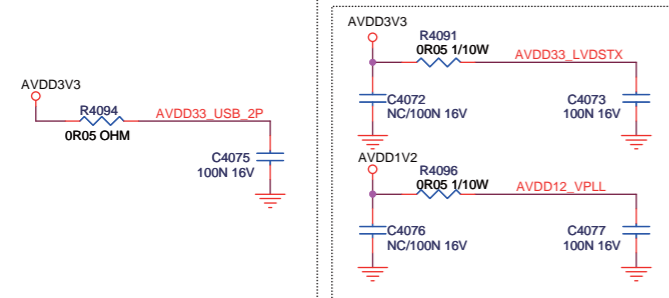 AVDD3V3
R4094
AVDD33_USB_2P
0R05 OHM
C4075
100N 16V
AVDD3V3
R4091
0R05 1/10W
AVDD33_LVDSTX
C4072
NC/100N 16V
C4073
100N 16V
AVDD1V2
R4096
0R05 1/10W
AVDD12_VPLL
C4076
NC/100N 16V
C4077
100N 16V